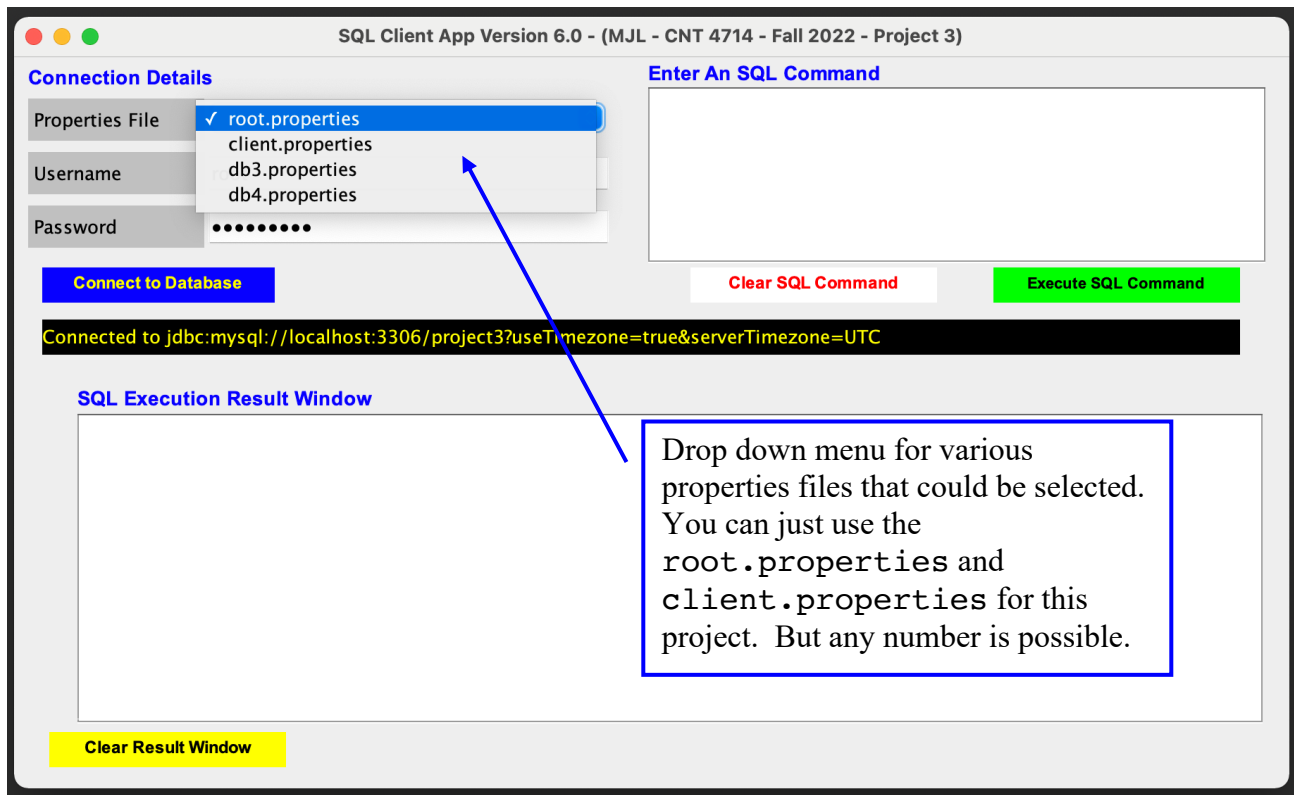 SQL Client App Version 6.0 - (MJL - CNT 4714 - Fall 2022 - Project 3)
Connection Details
Properties File
✓ root.properties
client.properties
db3.properties
db4.properties
Username
Password
•••••••••
Connect to Database
Enter An SQL Command
Clear SQL Command
Execute SQL Command
Connected to jdbc:mysql://localhost:3306/project3?useTimezone=true&serverTimezone=UTC
SQL Execution Result Window
Drop down menu for various
properties files that could be selected.
You can just use the
root.properties and
client.properties for this
project.  But any number is possible.
Clear Result Window